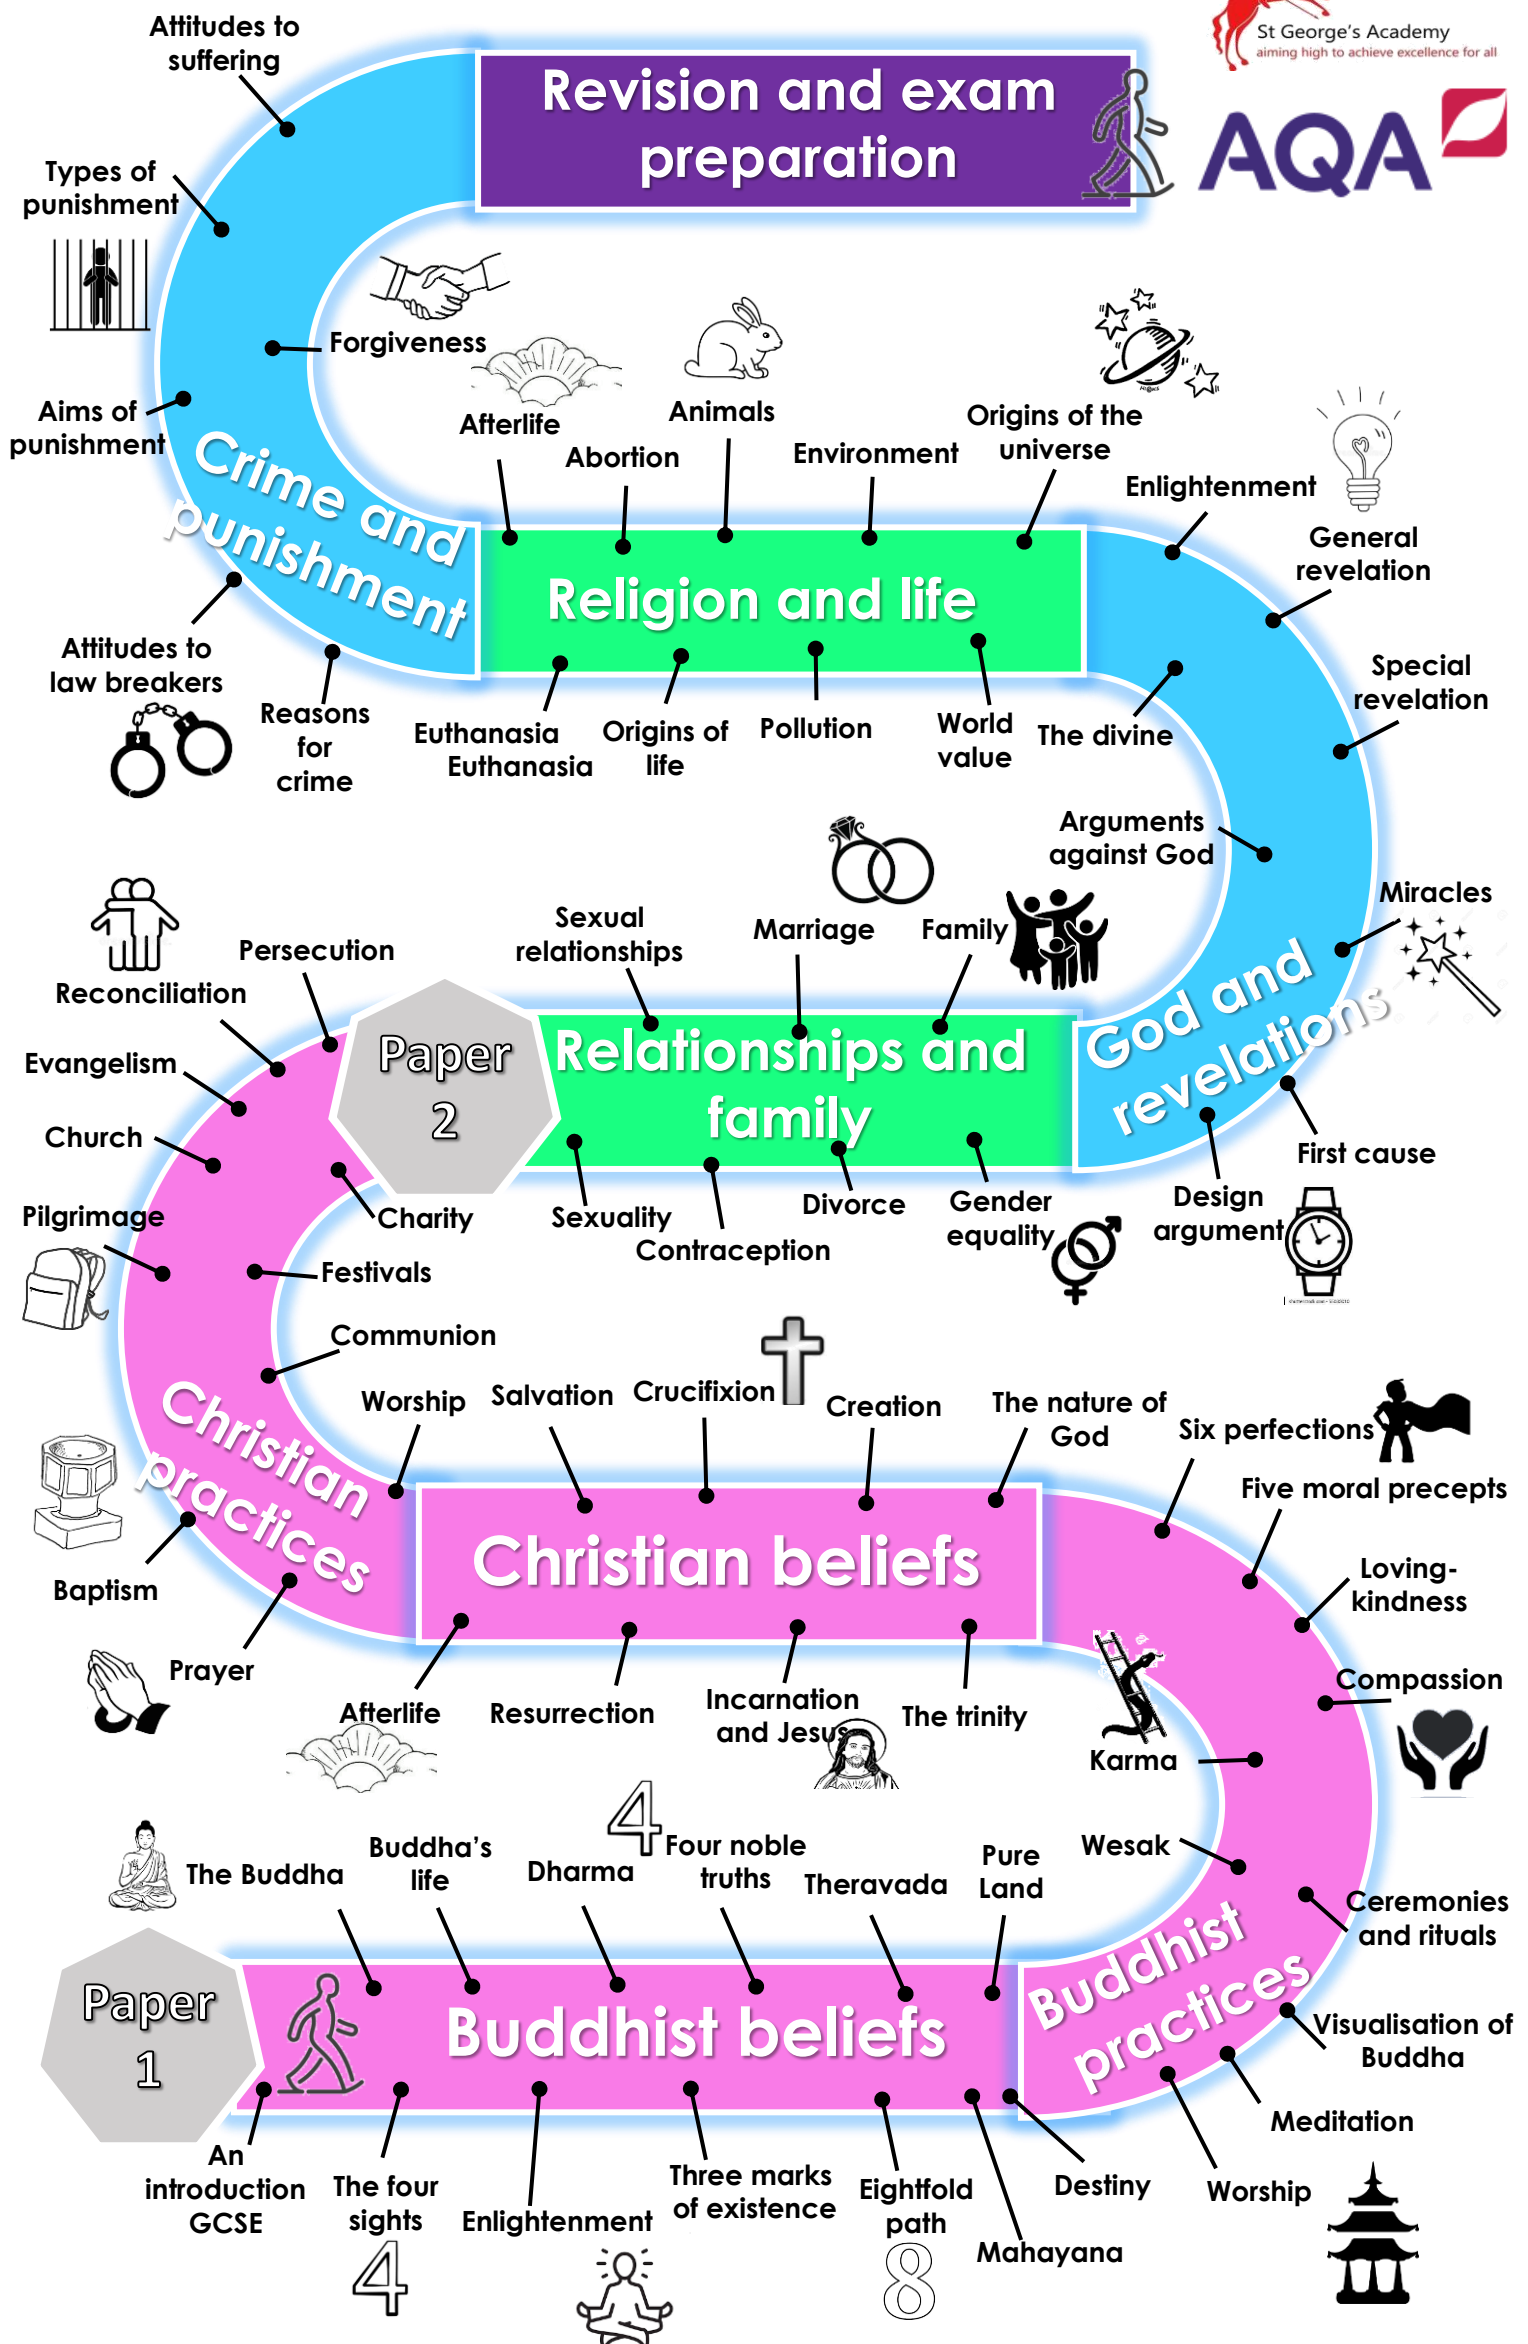 Attitudes to
suffering
Revision and exam
preparation
St George's Academy
aiming high to achieve excellence for all
AQA
Types of
punishment
Forgiveness
Aims of
punishment
Crime and
punishment
Attitudes to
law breakers
Reasons
for
crime
Afterlife
Abortion
Animals
Environment
Origins of the
universe
Religion and life
Euthanasia
Euthanasia
Origins of
life
Pollution
World
value
Enlightenment
General
revelation
Special
revelation
The divine
Arguments
against God
Miracles
God and
revelations
First cause
Design
argument
Sexual
relationships
Marriage
Family
Relationships and
family
Sexuality
Contraception
Divorce
Gender
equality
Paper
2
Persecution
Reconciliation
Evangelism
Church
Pilgrimage
Charity
Festivals
Communion
Worship
Christian
practices
Baptism
Prayer
Salvation
Crucifixion
Creation
The nature of
God
Christian beliefs
Afterlife
Resurrection
Incarnation
and Jesus
The trinity
Six perfections
Five moral precepts
Loving-
kindness
Compassion
Karma
Wesak
Ceremonies
and rituals
Buddhist
practices
Visualisation of
Buddha
Meditation
Worship
The Buddha
Buddha's
life
Dharma
4
Four noble
truths
Theravada
Pure
Land
Paper
1
Buddhist beliefs
An
introduction
GCSE
The four
sights
4
Enlightenment
Three marks
of existence
Eightfold
path
8
Mahayana
Destiny